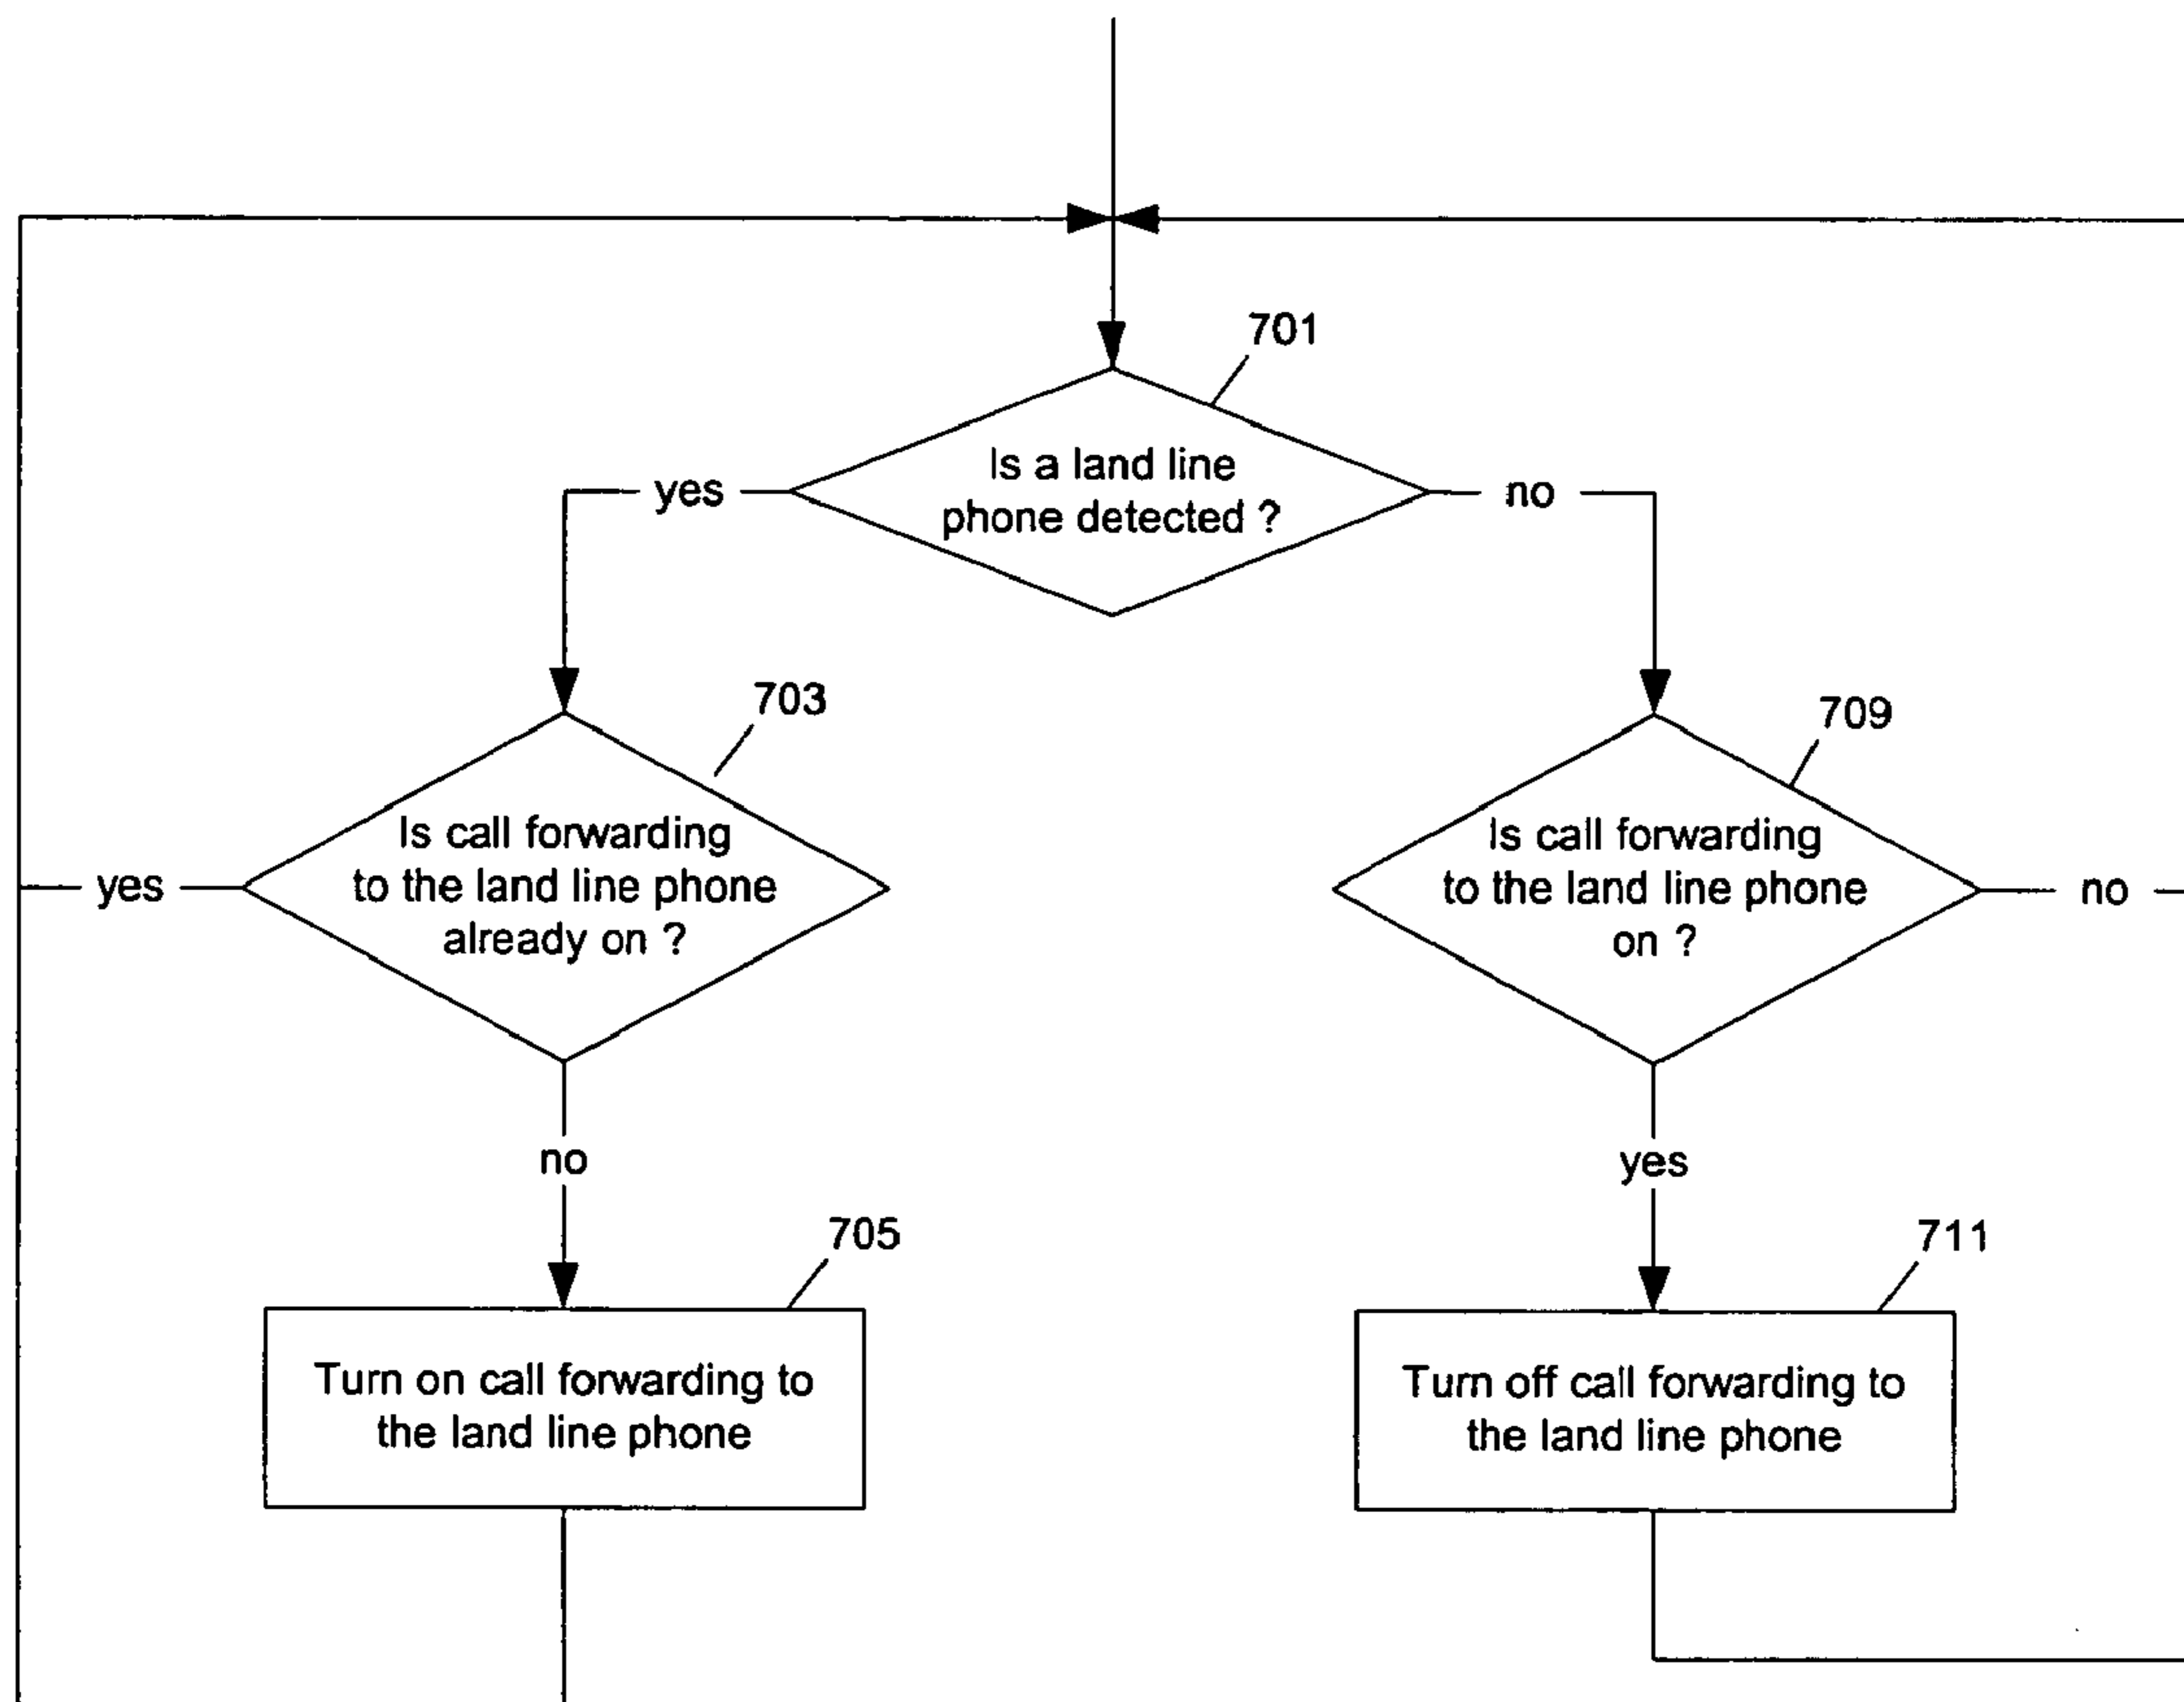 701
Is a land line
phone detected ?
yes
no
703
709
Is call forwarding
to the land line phone
already on ?
yes
Is call forwarding
to the land line phone
on ?
no
no
yes
705
711
Turn on call forwarding to
the land line phone
Turn off call forwarding to
the land line phone